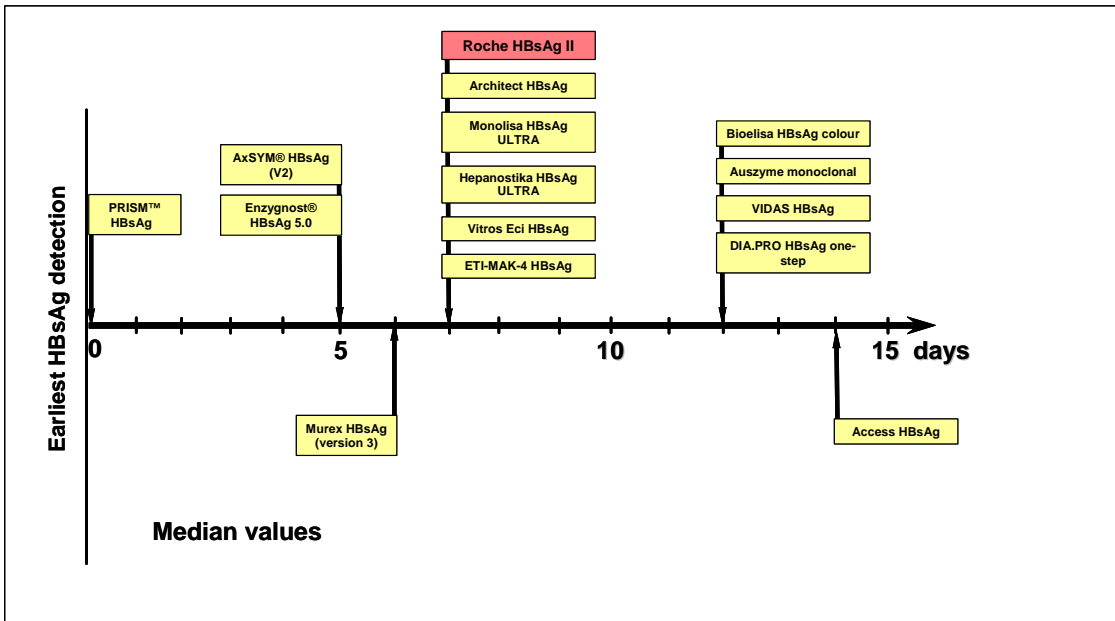 Roche HBsAg II
Architect HBsAg
Monolisa HBsAg
ULTRA
Hepanostika HBsAg
ULTRA
Vitros Eci HBsAg
ETI-MAK-4 HBsAg
Bioelisa HBsAg colour
Auszyme monoclonal
VIDAS HBsAg
DIA.PRO HBsAg one-
step
AxSYM® HBsAg
(V2)
Enzygnost®
HBsAg 5.0
PRISM™
HBsAg
Earliest HBsAg detection
0
5
10
15 days
Murex HBsAg
(version 3)
Access HBsAg
Median values